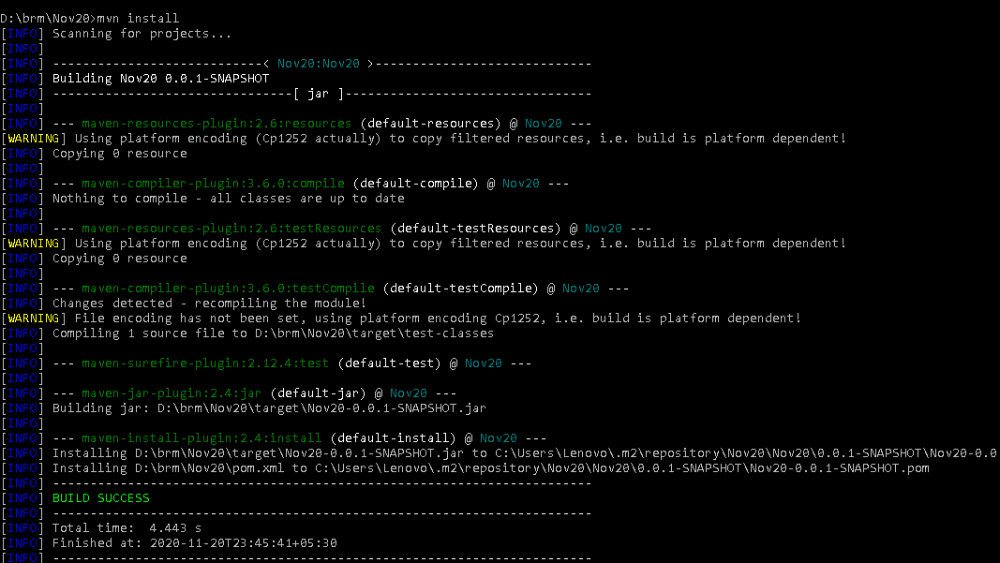 D:\brm\Nov20>mvn install
[INFO] Scanning for projects...
[INFO]
[INFO] ----------------------------< Nov20:Nov20 >-----------------------------
[INFO] Building Nov20 0.0.1-SNAPSHOT
[INFO] --------------------------------[ jar ]---------------------------------
[INFO]
[INFO] --- maven-resources-plugin:2.6:resources (default-resources) @ Nov20 ---
[WARNING] Using platform encoding (Cp1252 actually) to copy filtered resources, i.e. build is platform dependent!
[INFO] Copying 0 resource
[INFO]
[INFO] --- maven-compiler-plugin:3.6.0:compile (default-compile) @ Nov20 ---
[INFO] Nothing to compile - all classes are up to date
[INFO]
[INFO] --- maven-resources-plugin:2.6:testResources (default-testResources) @ Nov20 ---
[WARNING] Using platform encoding (Cp1252 actually) to copy filtered resources, i.e. build is platform dependent!
[INFO] Copying 0 resource
[INFO]
[INFO] --- maven-compiler-plugin:3.6.0:testCompile (default-testCompile) @ Nov20 ---
[INFO] Changes detected - recompiling the module!
[WARNING] File encoding has not been set, using platform encoding Cp1252, i.e. build is platform dependent!
[INFO] Compiling 1 source file to D:\brm\Nov20\target\test-classes
[INFO]
[INFO] --- maven-surefire-plugin:2.12.4:test (default-test) @ Nov20 ---
[INFO]
[INFO] --- maven-jar-plugin:2.4:jar (default-jar) @ Nov20 ---
[INFO] Building jar: D:\brm\Nov20\target\Nov20-0.0.1-SNAPSHOT.jar
[INFO]
[INFO] --- maven-install-plugin:2.4:install (default-install) @ Nov20 ---
[INFO] Installing D:\brm\Nov20\target\Nov20-0.0.1-SNAPSHOT.jar to C:\Users\Lenovo\.m2\repository\Nov20\Nov20\0.0.1-SNAPSHOT\Nov20-0.0
[INFO] Installing D:\brm\Nov20\pom.xml to C:\Users\Lenovo\.m2\repository\Nov20\Nov20\0.0.1-SNAPSHOT\Nov20-0.0.1-SNAPSHOT.pom
[INFO] ------------------------------------------------------------------------
[INFO] BUILD SUCCESS
[INFO] ------------------------------------------------------------------------
[INFO] Total time:  4.443 s
[INFO] Finished at: 2020-11-20T23:45:41+05:30
[INFO] ------------------------------------------------------------------------